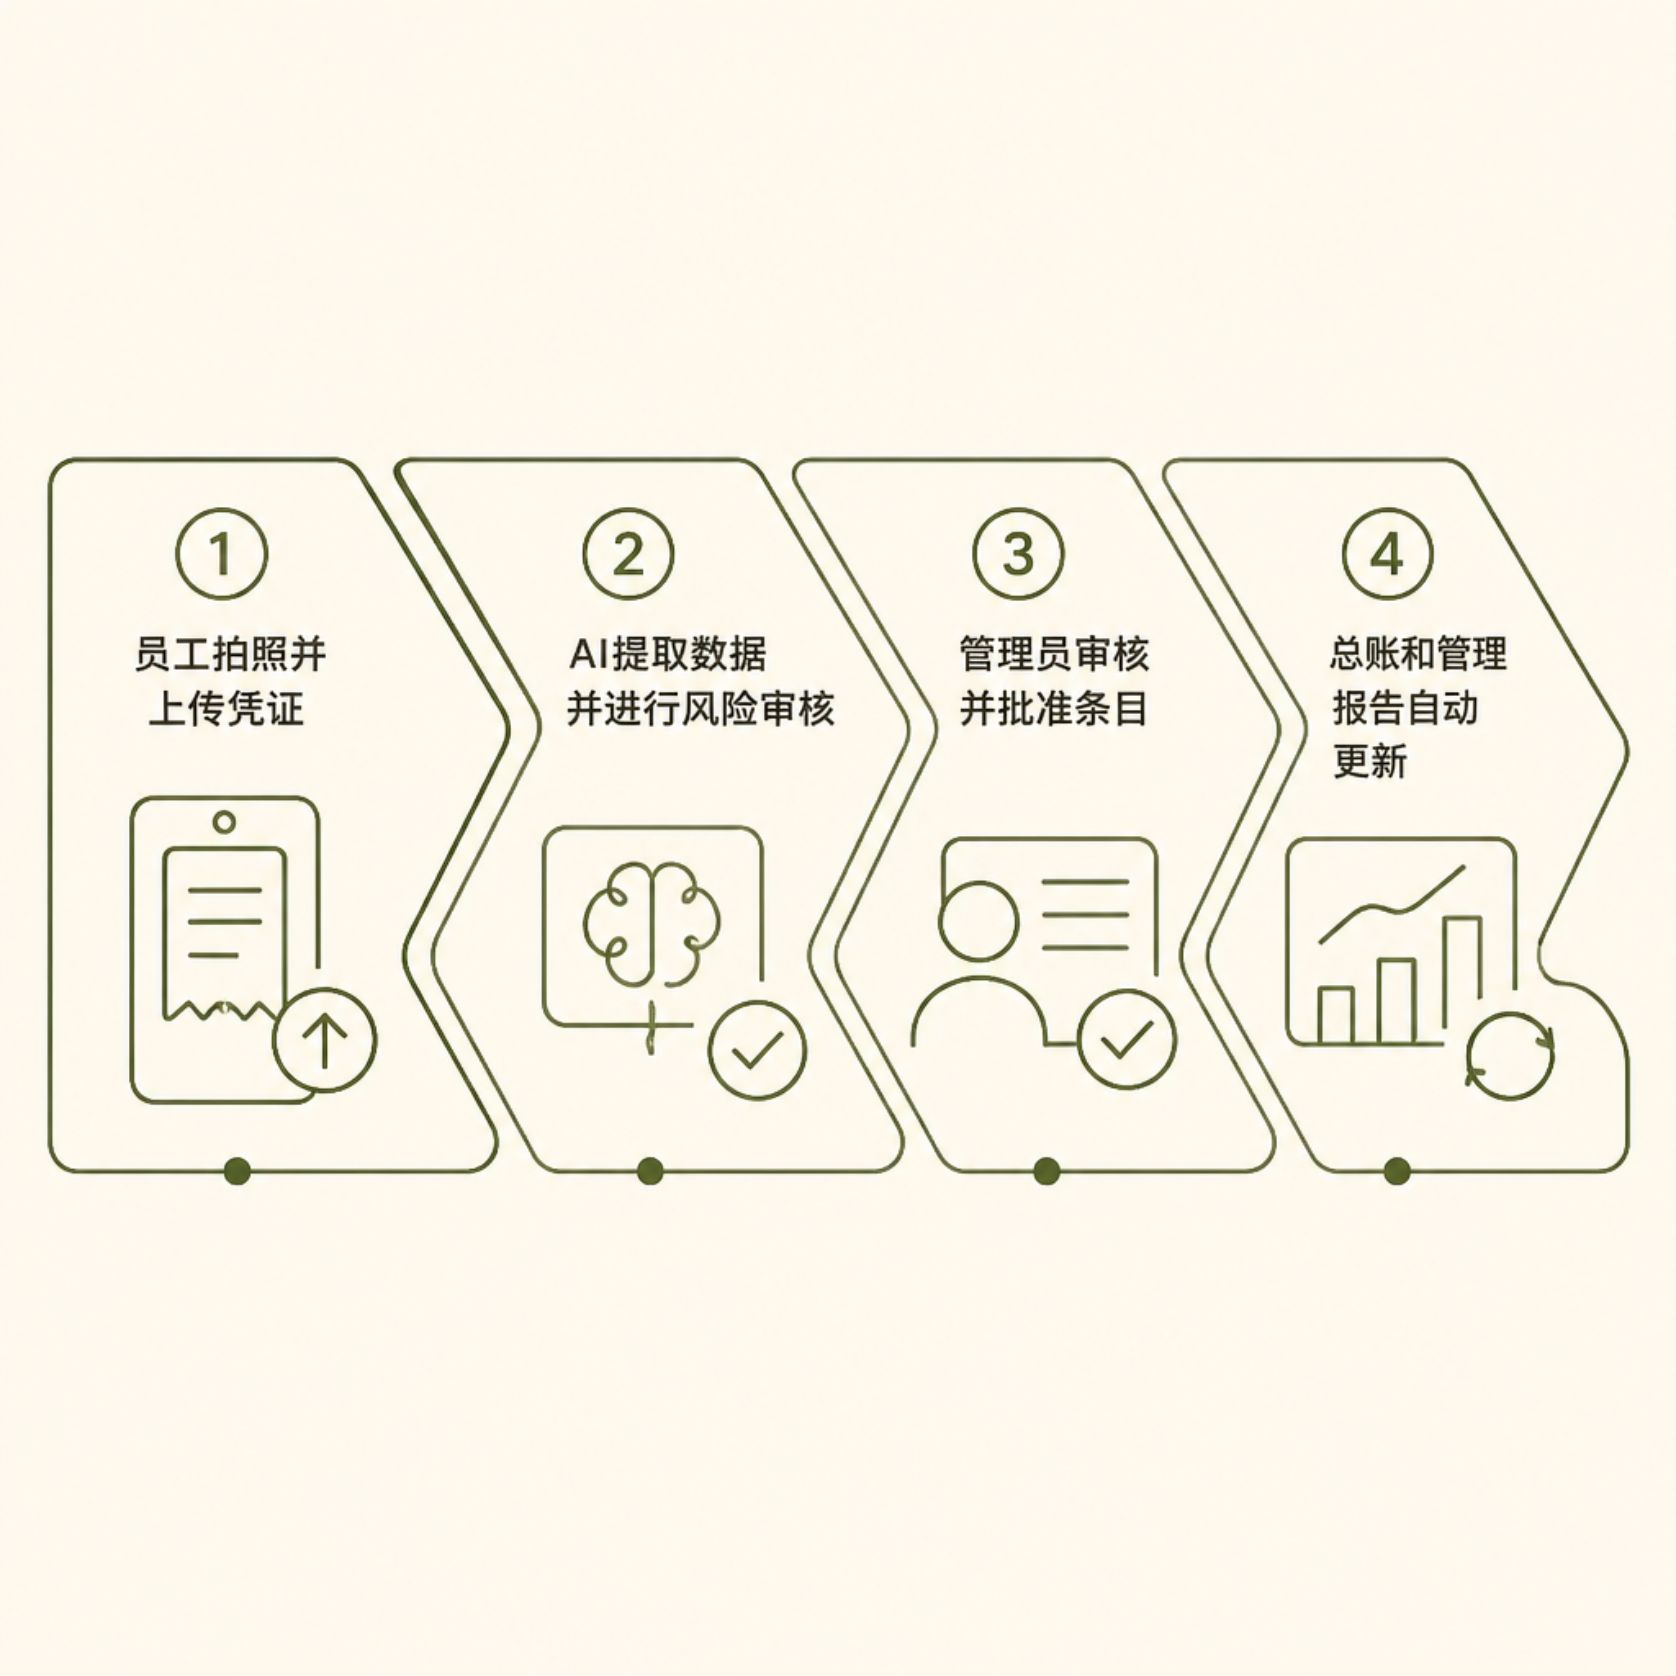 1
员工拍照并
上传凭证
2
AI提取数据
并进行风险审核
3
管理员审核
并批准条目
4
总账和管理
报告自动
更新